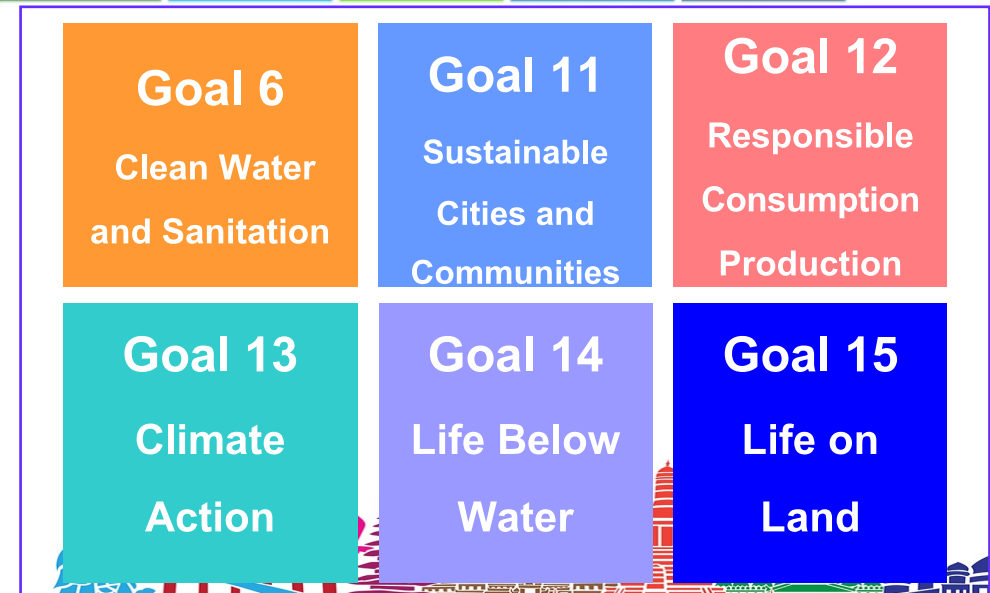 Goal 6
Clean Water
and Sanitation
Goal 11
Sustainable
Cities and
Communities
Goal 12
Responsible
Consumption
Production
Goal 13
Climate
Action
Goal 14
Life Below
Water
Goal 15
Life on
Land